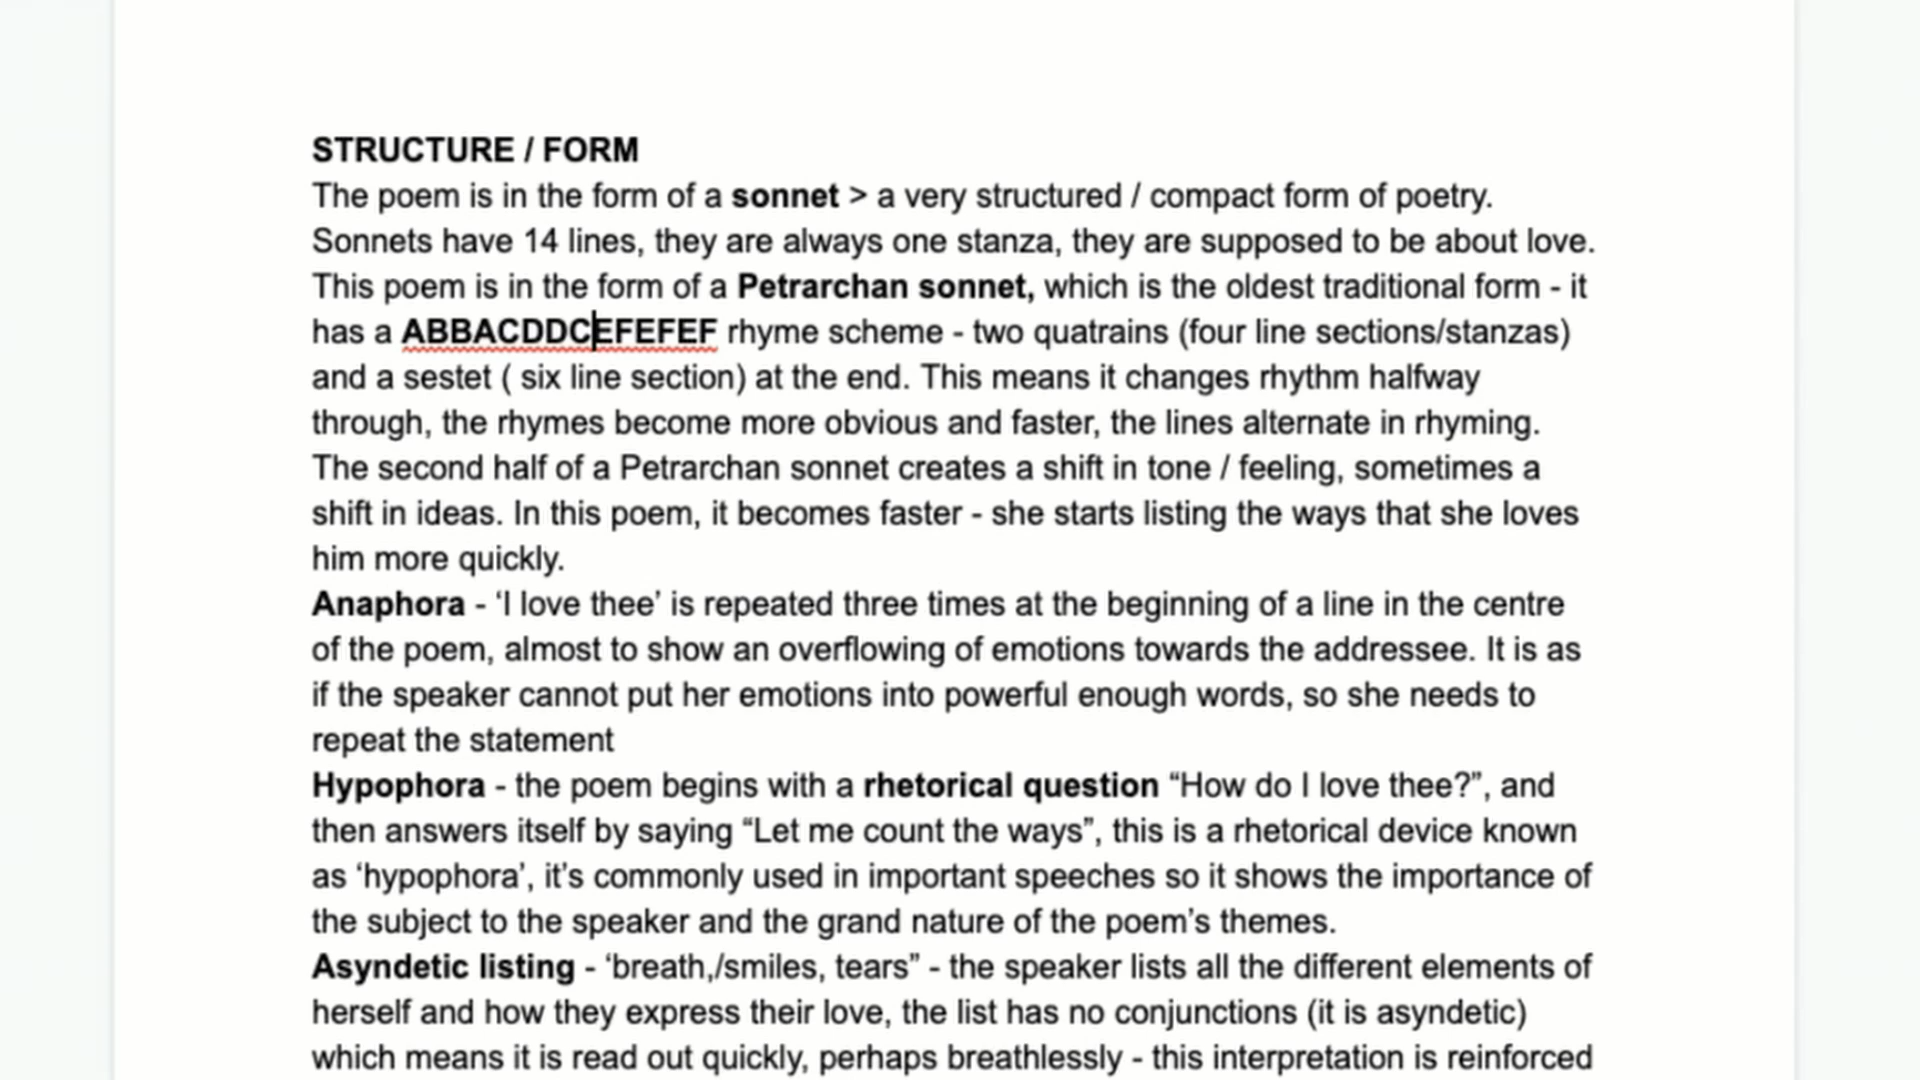 STRUCTURE / FORM
The poem is in the form of a sonnet > a very structured / compact form of poetry.
Sonnets have 14 lines, they are always one stanza, they are supposed to be about love.
This poem is in the form of a Petrarchan sonnet, which is the oldest traditional form - it
has a ABBACDDCEFEFEF rhyme scheme - two quatrains (four line sections/stanzas)
and a sestet ( six line section) at the end. This means it changes rhythm halfway
through, the rhymes become more obvious and faster, the lines alternate in rhyming.
The second half of a Petrarchan sonnet creates a shift in tone / feeling, sometimes a
shift in ideas. In this poem, it becomes faster - she starts listing the ways that she loves
him more quickly.
Anaphora - ‘I love thee’ is repeated three times at the beginning of a line in the centre
of the poem, almost to show an overflowing of emotions towards the addressee. It is as
if the speaker cannot put her emotions into powerful enough words, so she needs to
repeat the statement
Hypophora - the poem begins with a rhetorical question “How do I love thee?”, and
then answers itself by saying “Let me count the ways”, this is a rhetorical device known
as ‘hypophora’, it’s commonly used in important speeches so it shows the importance of
the subject to the speaker and the grand nature of the poem’s themes.
Asyndetic listing - ‘breath,/smiles, tears” - the speaker lists all the different elements of
herself and how they express their love, the list has no conjunctions (it is asyndetic)
which means it is read out quickly, perhaps breathlessly - this interpretation is reinforced